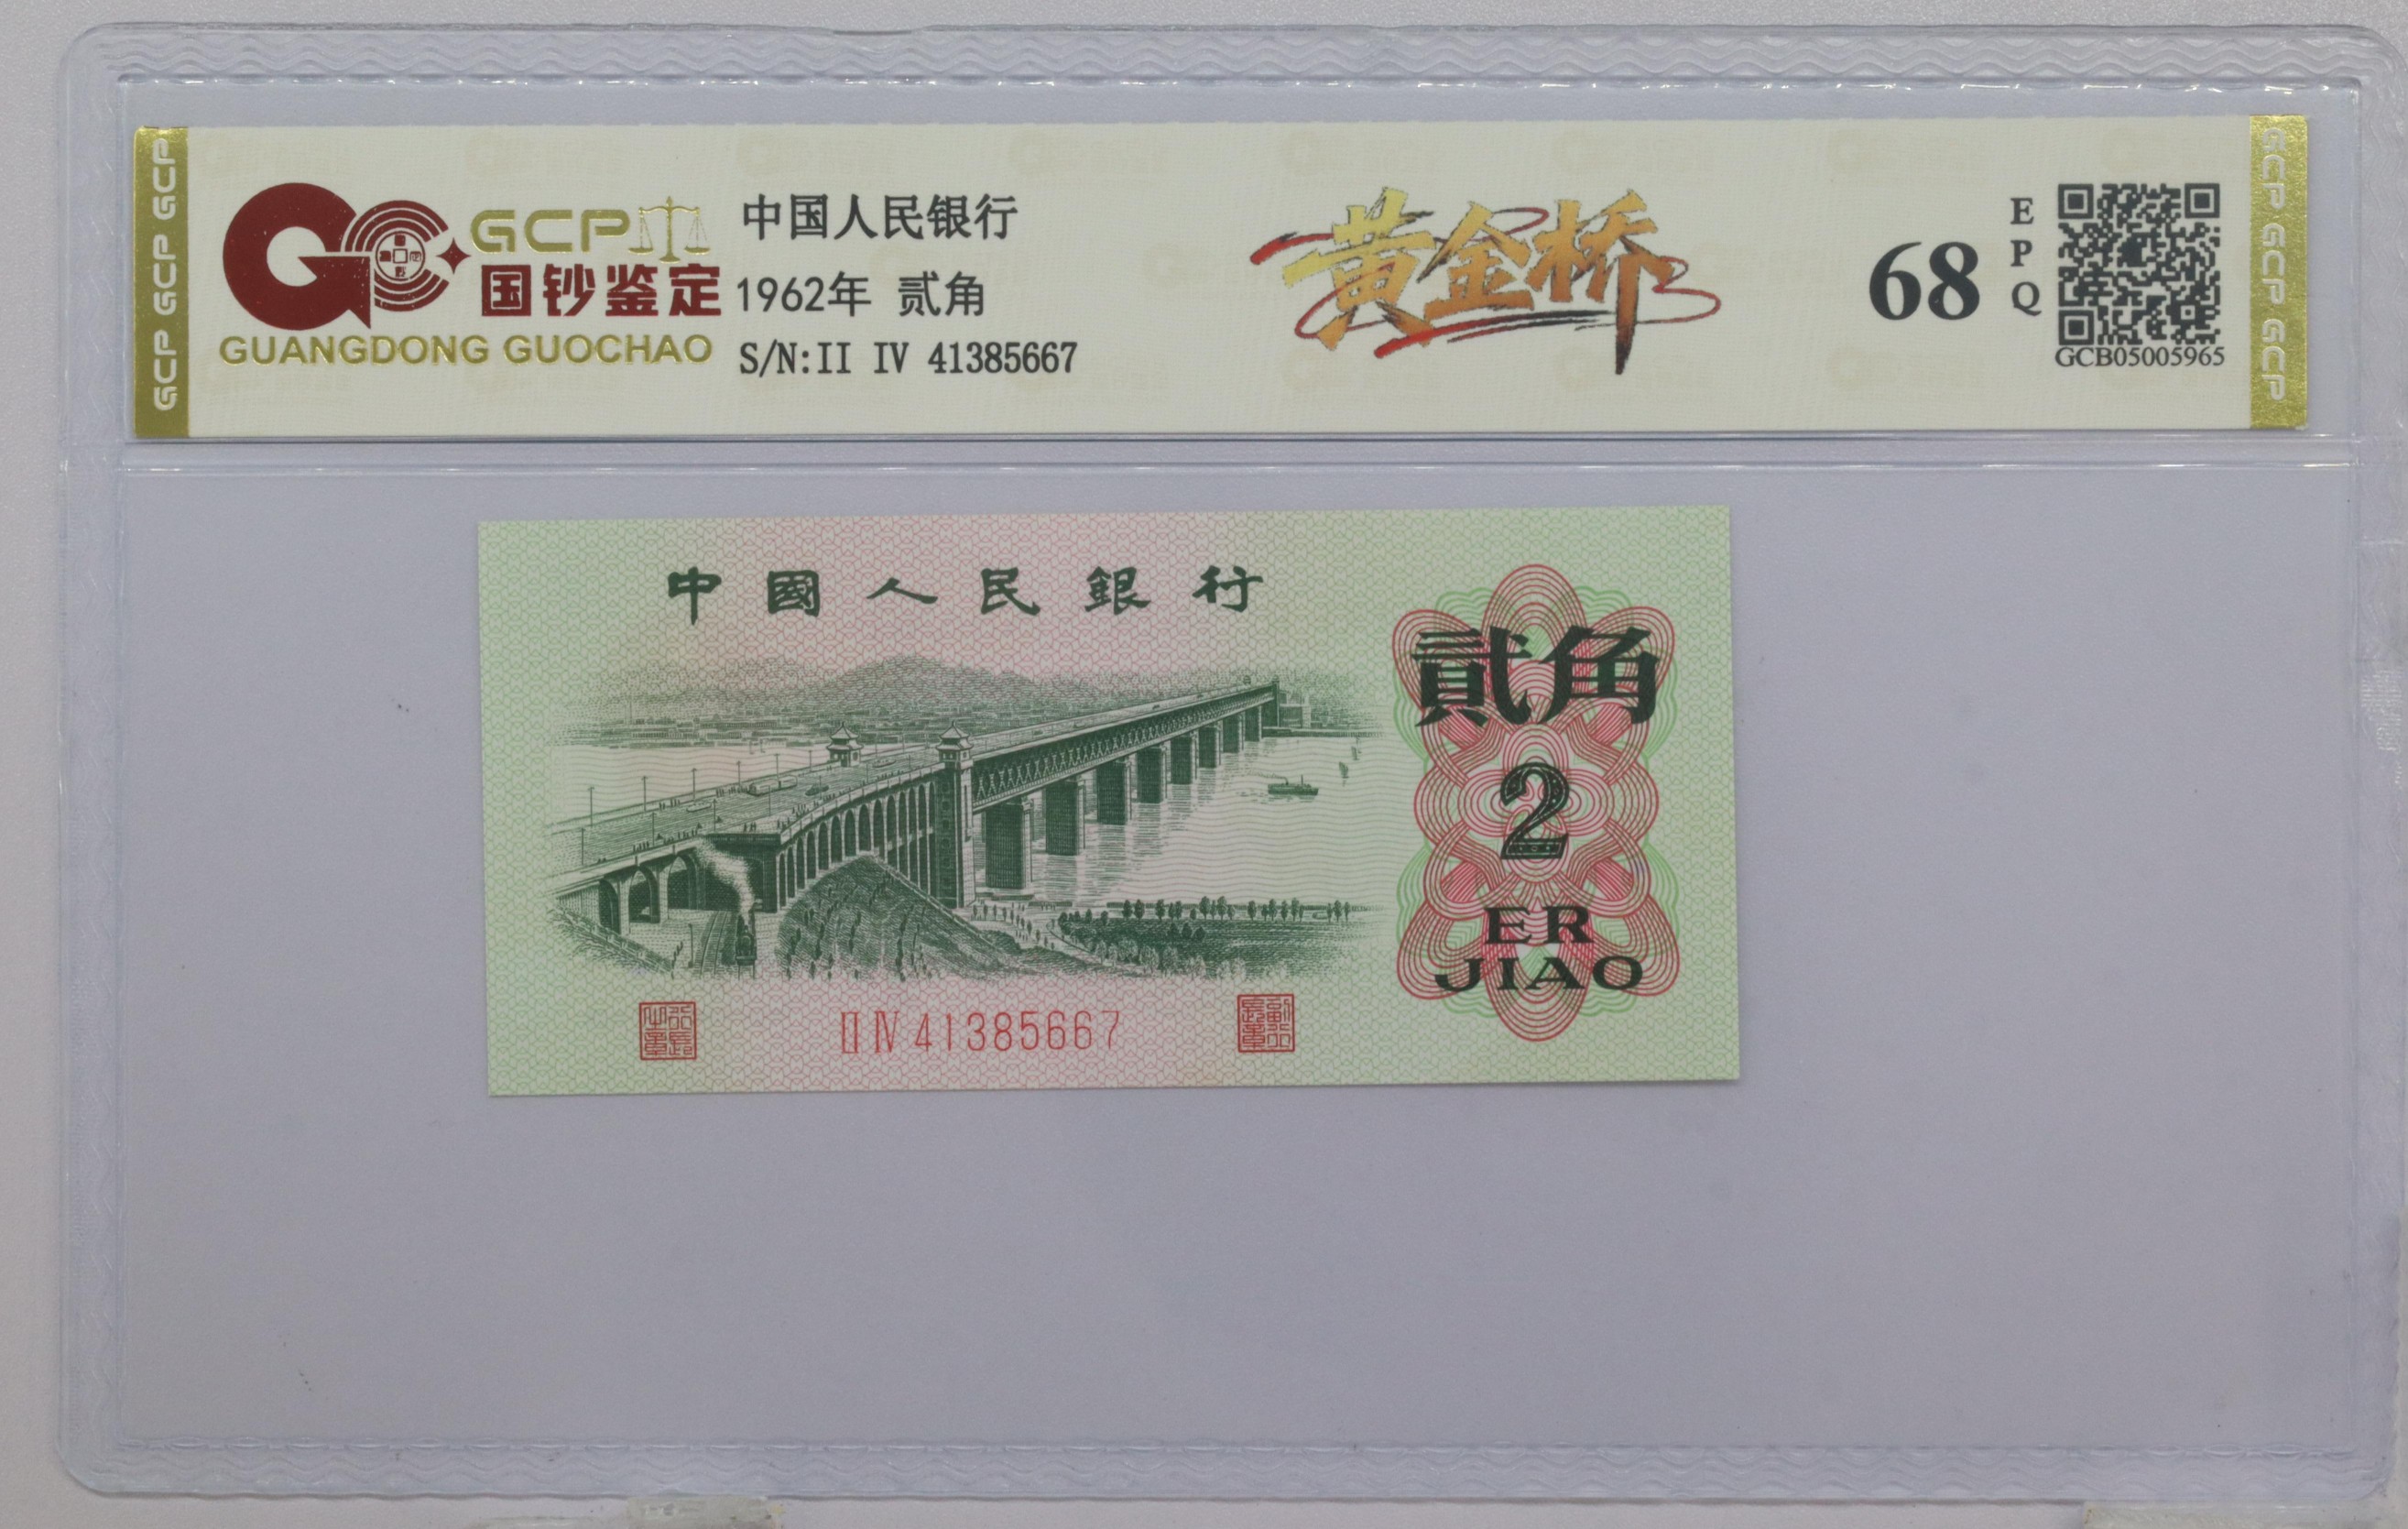 GCP GCP GCP
GCP
国钞鉴定
GUANGDONG GUOCHAO
中国人民银行
1962年 贰角
S/N:II IV 41385667
黄金桥
68
EPQ
GCB05005965
GCP GCP GCP
中國人民銀行
貳角
2
ER
JIAO
II IV 41385667